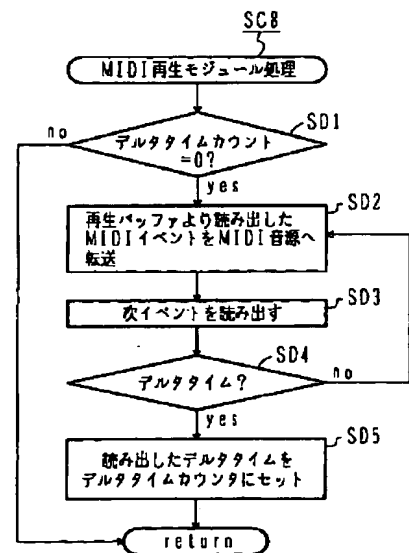 SC8
MIDI再生モジュール処理
SD1
no
デルタタイムカウント
=0?
yes
SD2
再生バッファより読み出した
MIDIイベントをMIDI音源へ
転送
SD3
次イベントを読み出す
SD4
デルタタイム?
no
yes
SD5
読み出したデルタタイムを
デルタタイムカウンタにセット
return